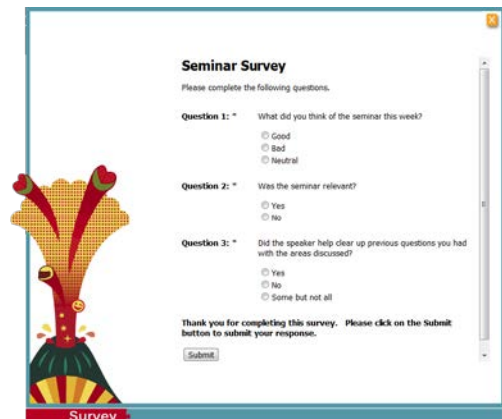 Seminar Survey
Please complete the following questions.
Question 1: * What did you think of the seminar this week?
Good
Bad
Neutral
Question 2: * Was the seminar relevant?
Yes
No
Question 3: * Did the speaker help clear up previous questions you had
with the areas discussed?
Yes
No
Some but not all
Thank you for completing this survey. Please click on the Submit
button to submit your response.
Submit
Survey